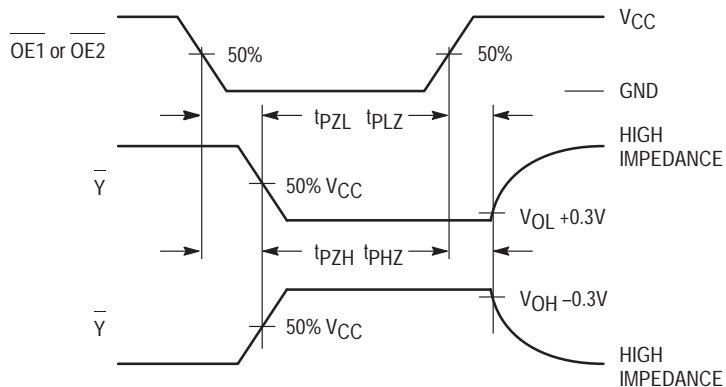 VCC
OE1 or OE2
50%
50%
GND
tPZL tPLZ
HIGH
IMPEDANCE
Y
50% VCC
VOL +0.3V
tPZH tPHZ
VOH –0.3V
Y
50% VCC
HIGH
IMPEDANCE